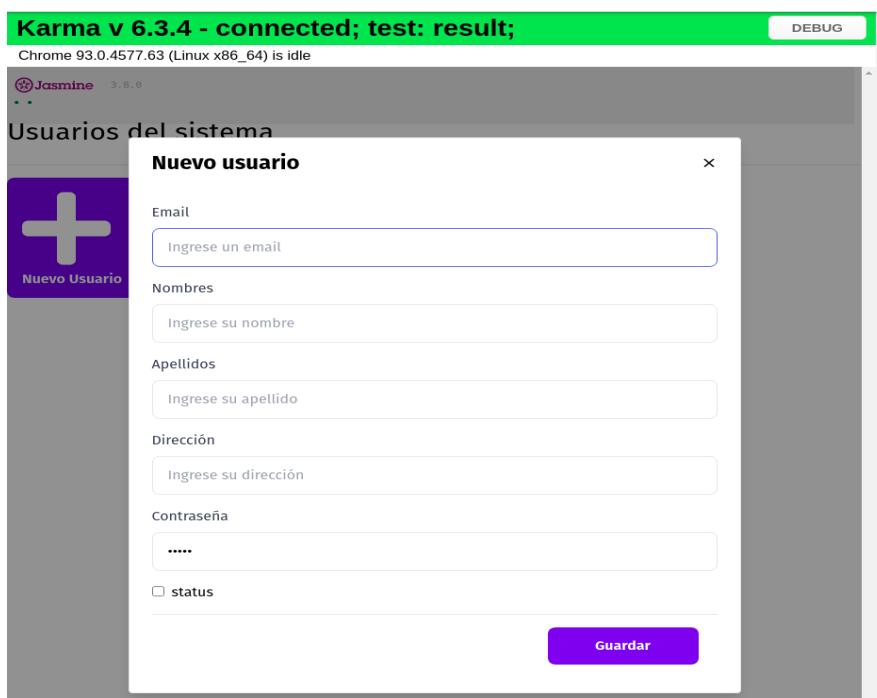 Karma v 6.3.4 - connected; test: result;
DEBUG
Chrome 93.0.4577.63 (Linux x86_64) is idle
Jasmine 3.8.0
Usuarios del sistema
Nuevo usuario
×
Email
Ingrese un email
Nuevo Usuario
Nombres
Ingrese su nombre
Apellidos
Ingrese su apellido
Dirección
Ingrese su dirección
Contraseña
•••••
status
Guardar